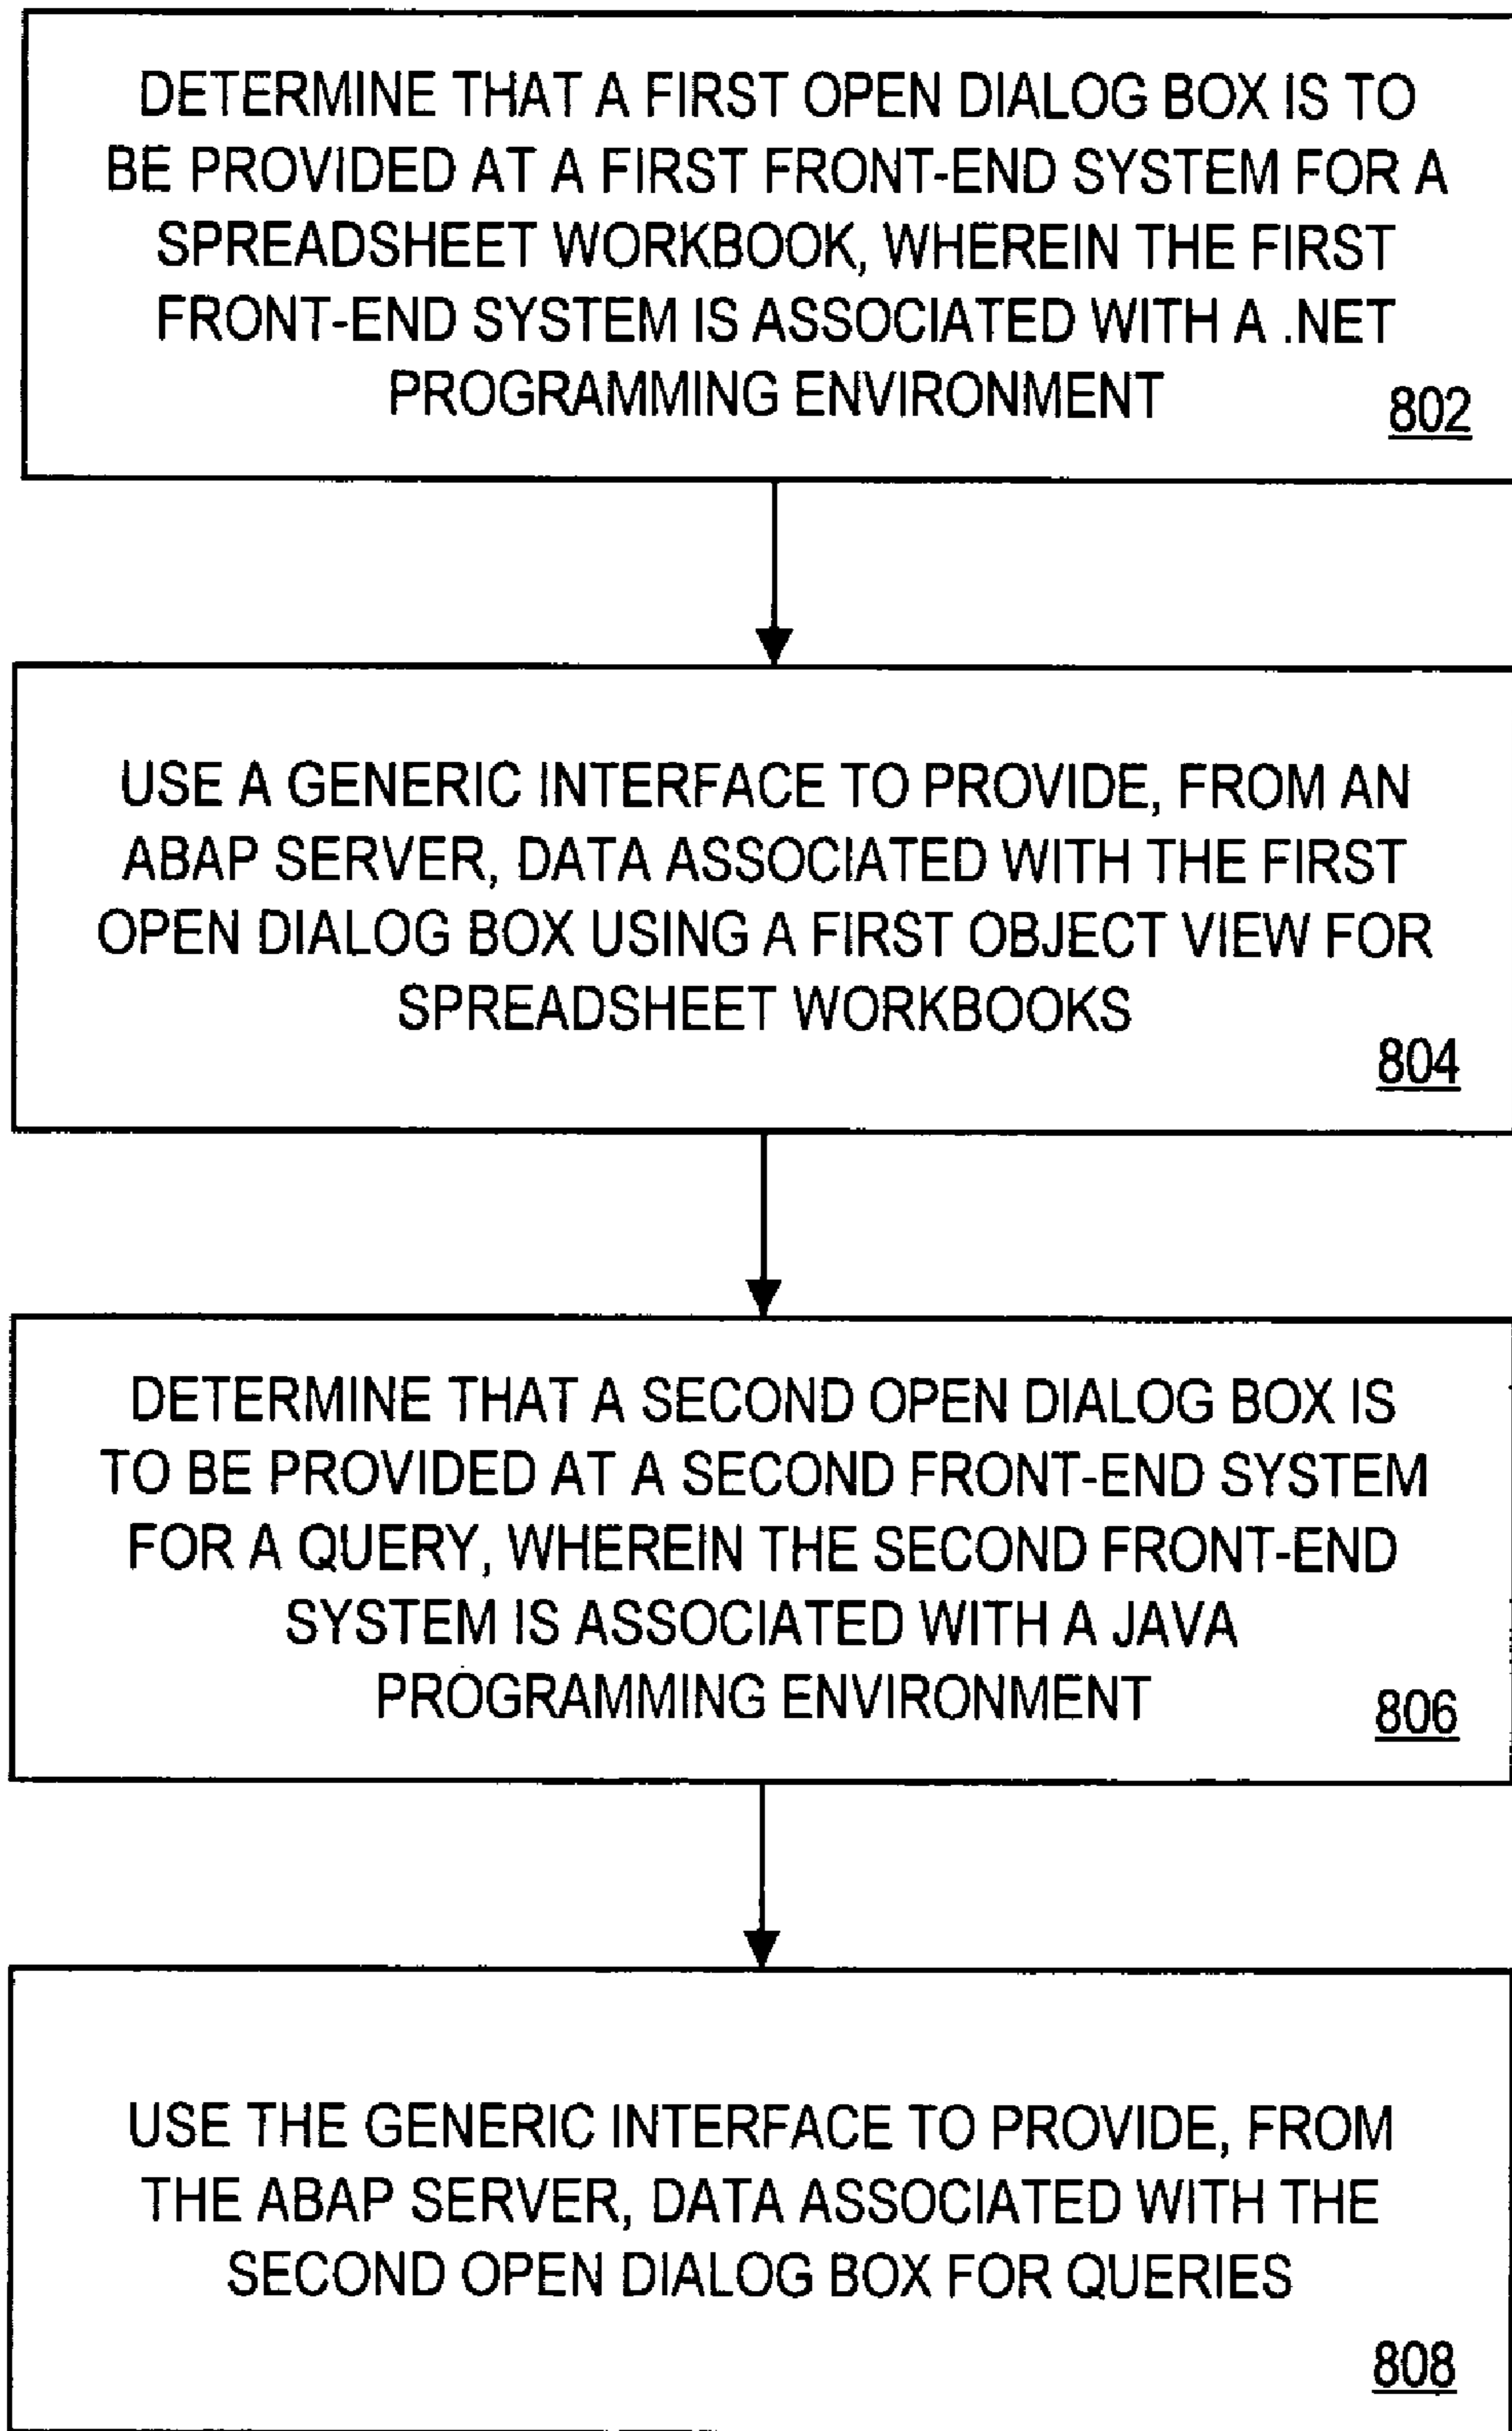 DETERMINE THAT A FIRST OPEN DIALOG BOX IS TO
BE PROVIDED AT A FIRST FRONT-END SYSTEM FOR A
SPREADSHEET WORKBOOK, WHEREIN THE FIRST
FRONT-END SYSTEM IS ASSOCIATED WITH A .NET
PROGRAMMING ENVIRONMENT
802
USE A GENERIC INTERFACE TO PROVIDE, FROM AN
ABAP SERVER, DATA ASSOCIATED WITH THE FIRST
OPEN DIALOG BOX USING A FIRST OBJECT VIEW FOR
SPREADSHEET WORKBOOKS
804
DETERMINE THAT A SECOND OPEN DIALOG BOX IS
TO BE PROVIDED AT A SECOND FRONT-END SYSTEM
FOR A QUERY, WHEREIN THE SECOND FRONT-END
SYSTEM IS ASSOCIATED WITH A JAVA
PROGRAMMING ENVIRONMENT
806
USE THE GENERIC INTERFACE TO PROVIDE, FROM
THE ABAP SERVER, DATA ASSOCIATED WITH THE
SECOND OPEN DIALOG BOX FOR QUERIES
808